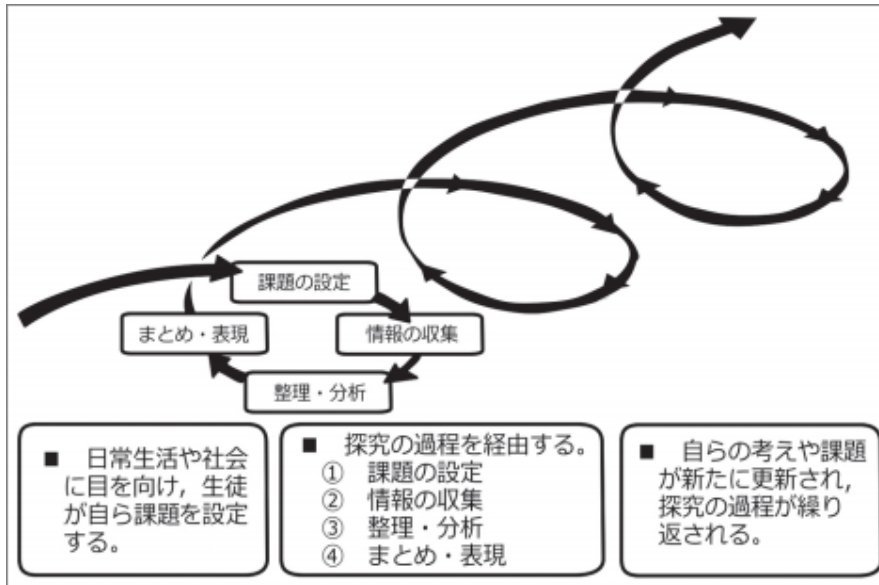 課題の設定
まとめ・表現
情報の収集
整理・分析
■ 日常生活や社会
に目を向け，生徒
が自ら課題を設定
する。
■ 探究の過程を経由する。
① 課題の設定
② 情報の収集
③ 整理・分析
④ まとめ・表現
■ 自らの考えや課題
が新たに更新され，
探究の過程が繰り
返される。